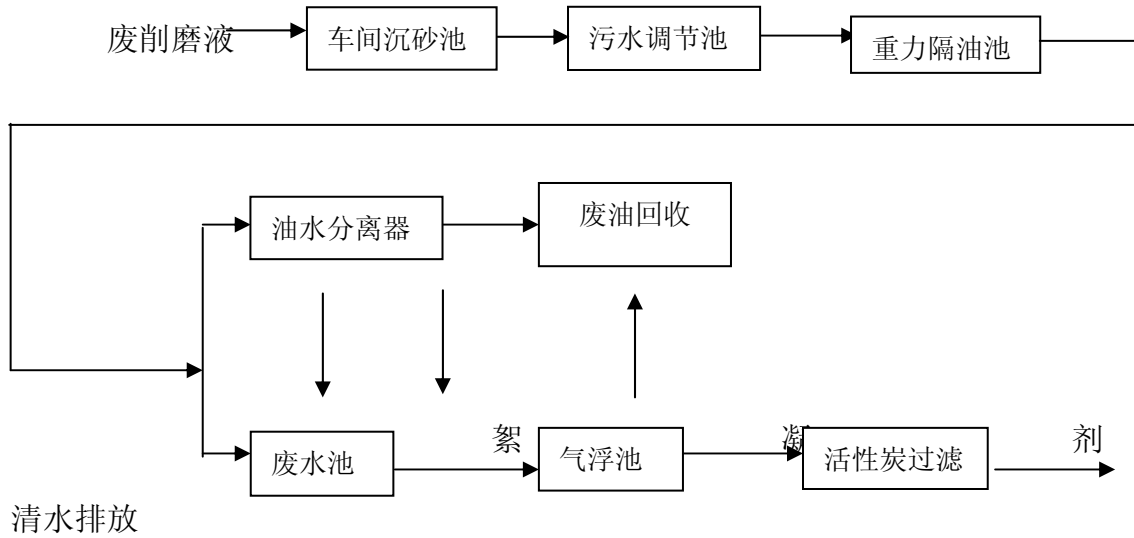 废削磨液
车间沉砂池
污水调节池
重力隔油池
油水分离器
废油回收
废水池
絮
气浮池
凝
活性炭过滤
剂
清水排放